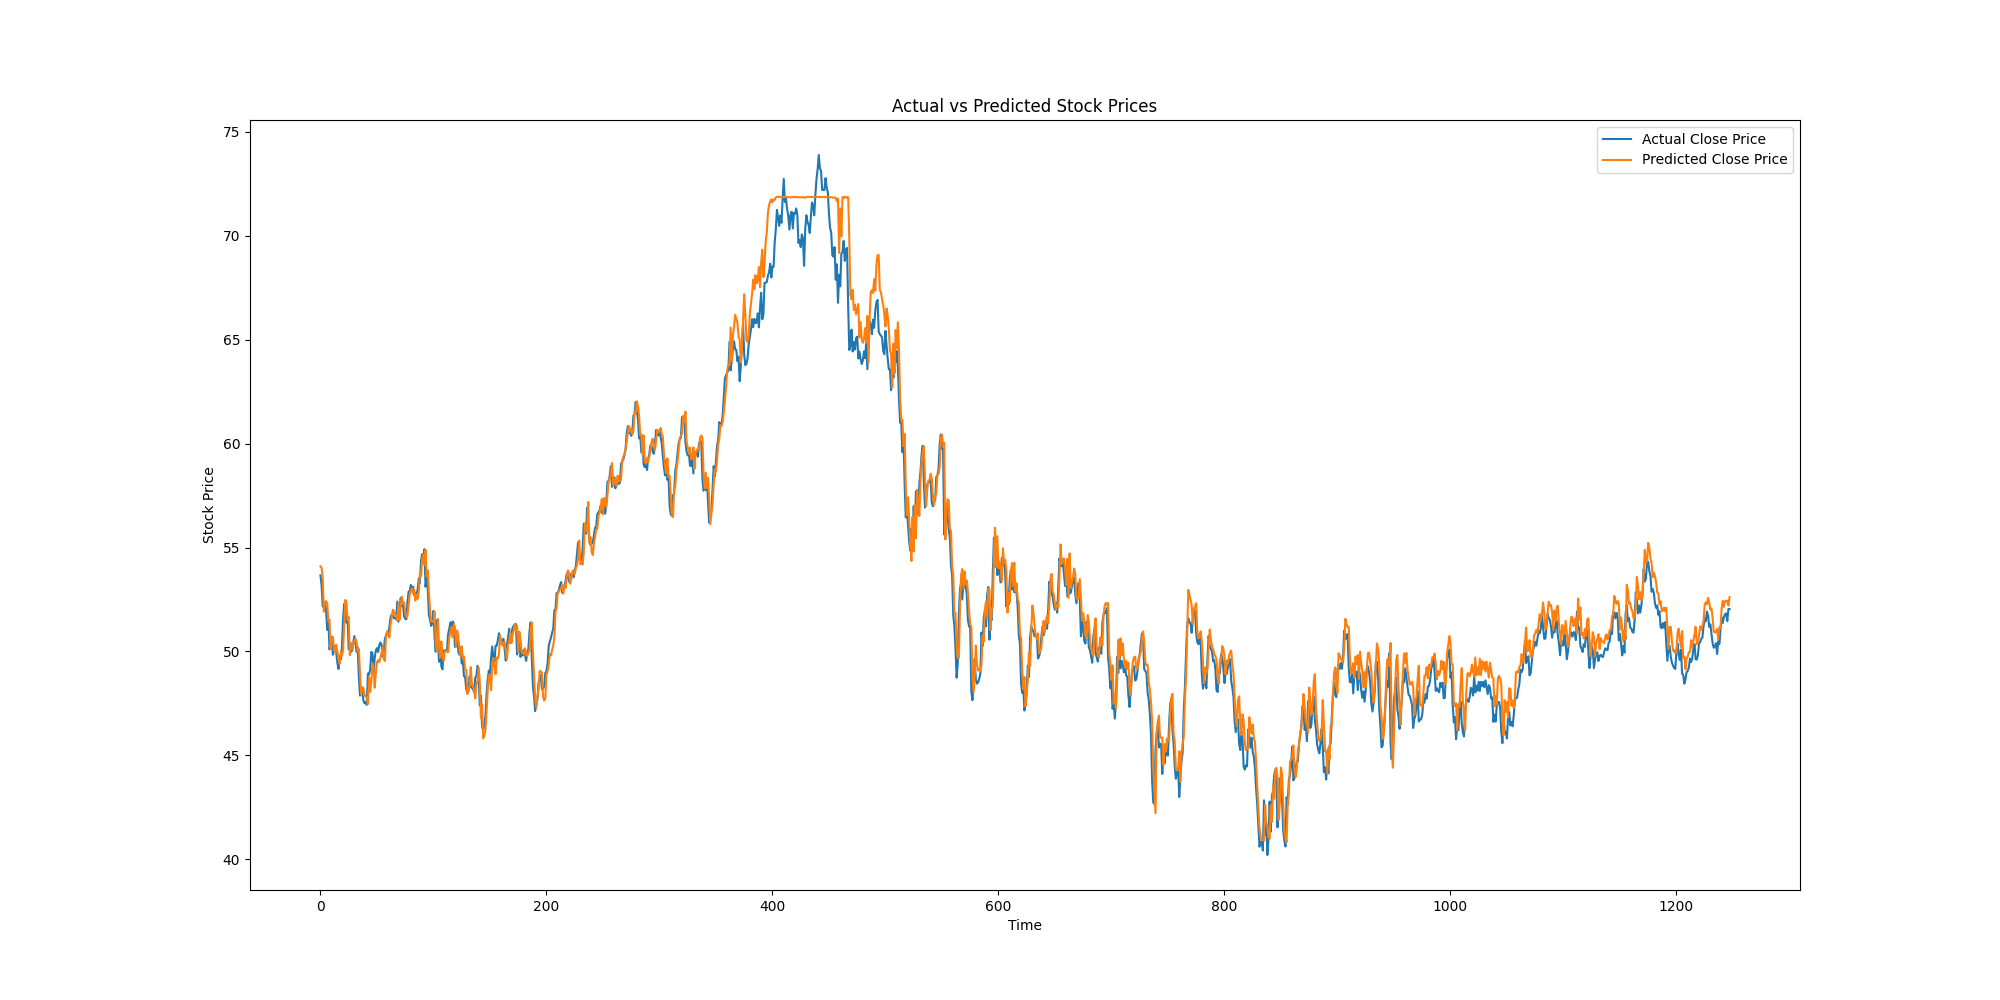 Actual vs Predicted Stock Prices
Actual Close Price
Predicted Close Price
Stock Price
75
70
65
60
55
50
45
40
0 200 400 600 800 1000 1200
Time